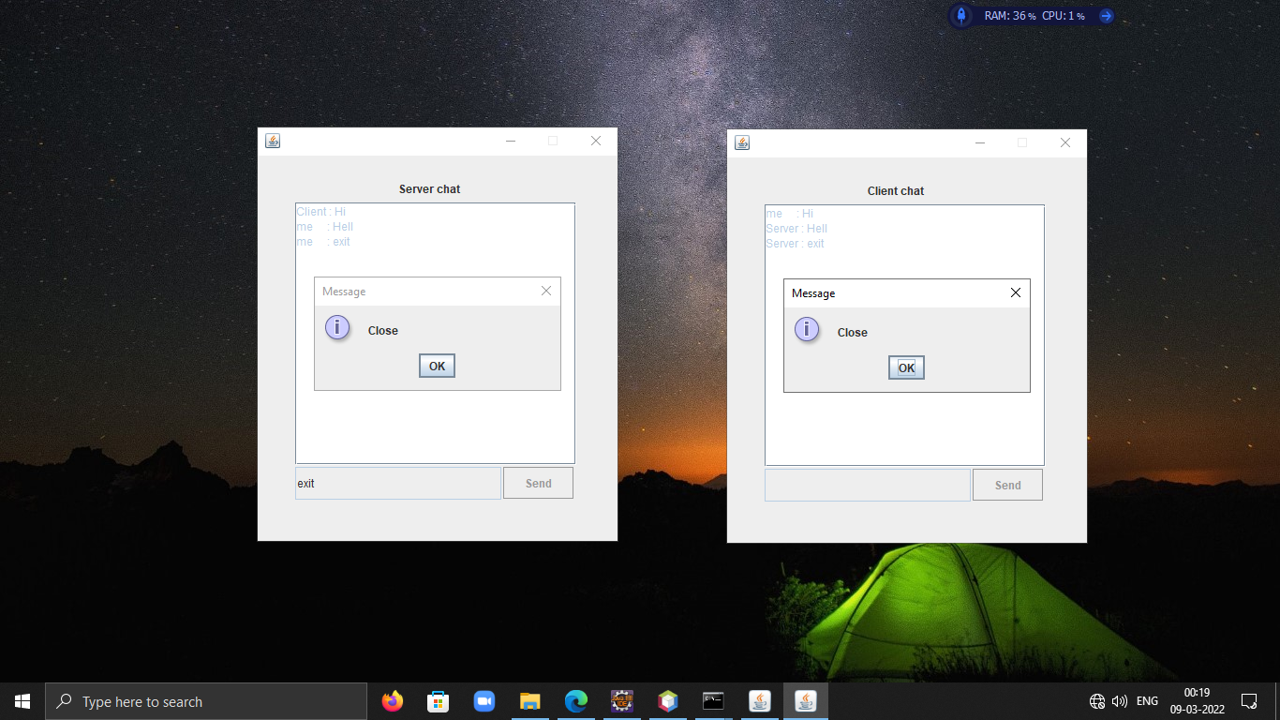 RAM: 36% CPU: 1%
Server chat
Client : Hi
me : Hell
me : exit
Message
Close
OK
exit
Send
Client chat
me : Hi
Server : Hell
Server : exit
Message
Close
OK
Send
Type here to search
ENG
00:19
09-03-2022